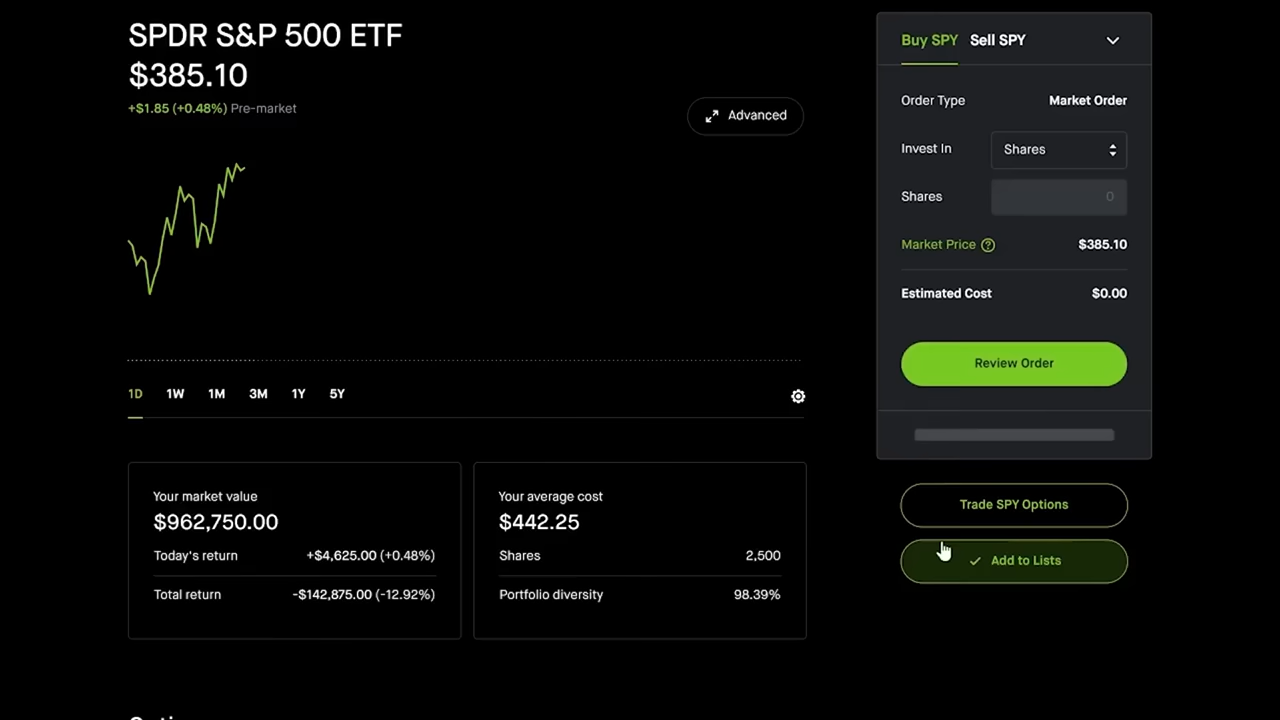 SPDR S&P 500 ETF
$385.10
+$1.85 (+0.48%) Pre-market
Advanced
1D 1W 1M 3M 1Y 5Y
Your market value
$962,750.00
Today's return +$4,625.00 (+0.48%)
Total return -$142,875.00 (-12.92%)
Your average cost
$442.25
Shares 2,500
Portfolio diversity 98.39%
Buy SPY Sell SPY
Order Type Market Order
Invest In Shares
Shares 0
Market Price ? $385.10
Estimated Cost $0.00
Review Order
Trade SPY Options
Add to Lists